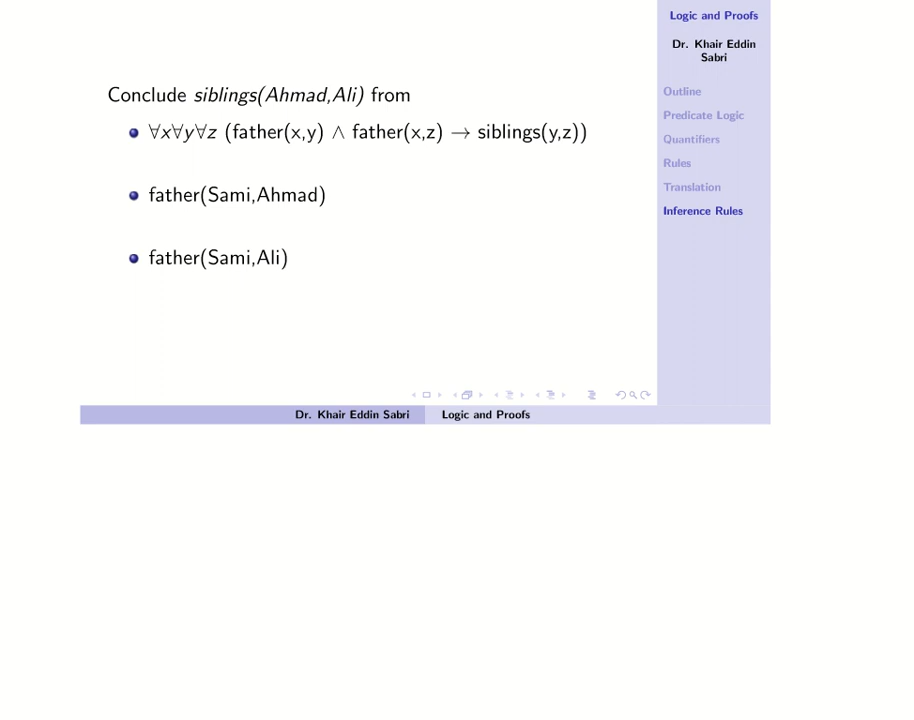 Logic and Proofs
Dr. Khair Eddin
Sabri
Outline
Predicate Logic
Quantifiers
Rules
Translation
Inference Rules
Conclude siblings(Ahmad,Ali) from
∀x∀y∀z (father(x,y) ∧ father(x,z) → siblings(y,z))
father(Sami,Ahmad)
father(Sami,Ali)
Dr. Khair Eddin Sabri Logic and Proofs